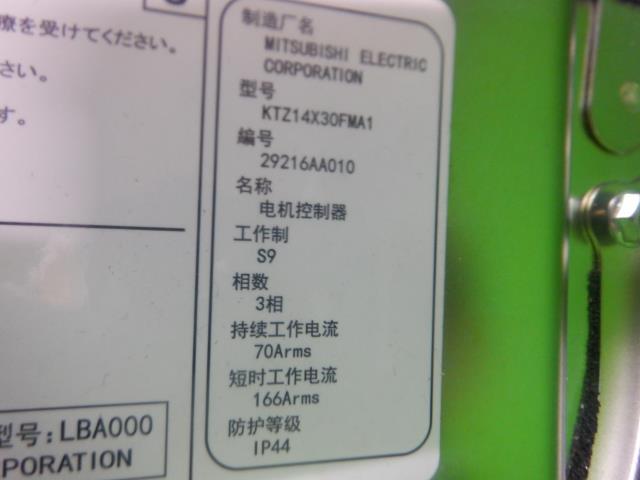 療を受けてください。
さい。
す。
型号:LBA000
PORATION
制造厂名
MITSUBISHI ELECTRIC
CORPORATION
型号
KTZ14X30FMA1
编号
29216AA010
名称
电机控制器
工作制
S9
相数
3相
持续工作电流
70Arms
短时工作电流
166Arms
防护等级
IP44